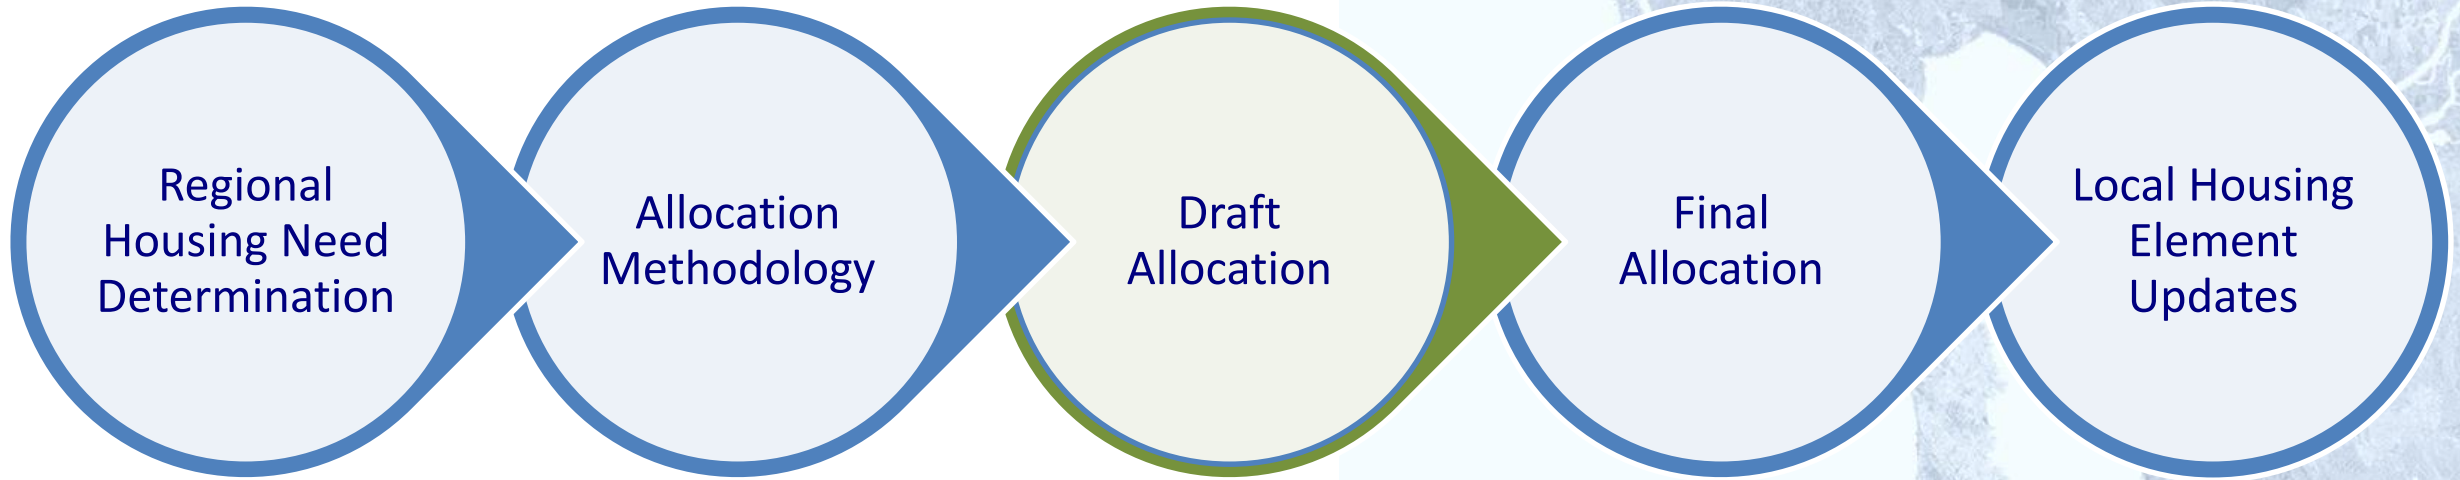 Regional
Housing Need
Determination
Allocation
Methodology
Draft
Allocation
Final
Allocation
Local Housing
Element
Updates